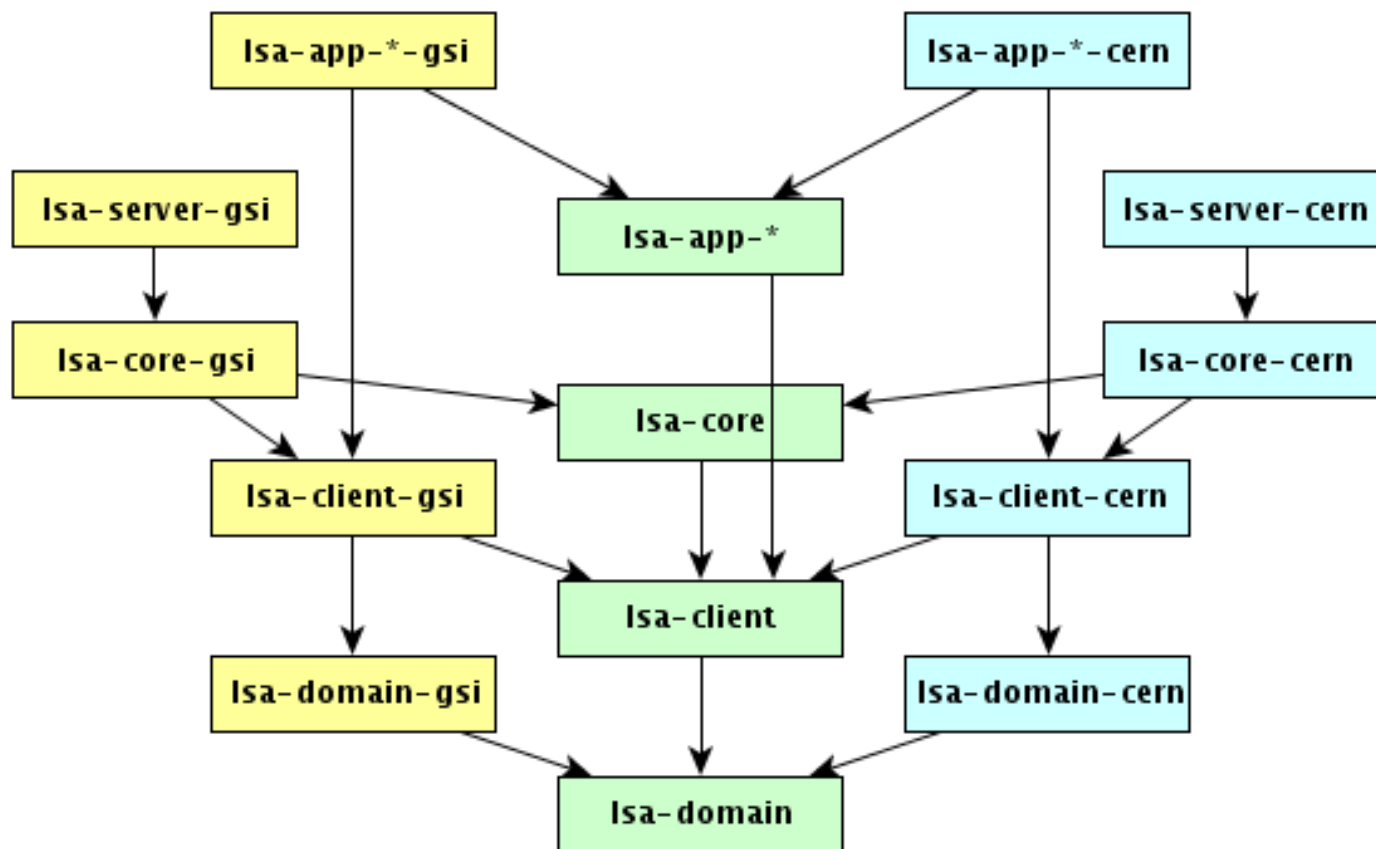 lsa-app-*-gsi
lsa-app-*-cern
lsa-server-gsi
lsa-app-*
lsa-server-cern
lsa-core-gsi
lsa-core-cern
lsa-core
lsa-client-gsi
lsa-client-cern
lsa-client
lsa-domain-gsi
lsa-domain-cern
lsa-domain